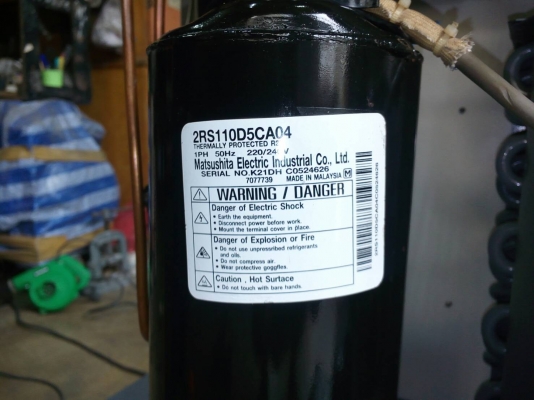 2RS110D5CA04
THERMALLY PROTECTED
1PH 50Hz 220/24 V
Matsushita Electric Industrial Co., Ltd.
SERIAL NO.K21DH C0524626
7077739 MADE IN MALAYSIA M
WARNING / DANGER
Danger of Electric Shock
• Earth the equipment.
• Disconnect power before work.
• Mount the terminal cover in place.
Danger of Explosion or Fire
• Do not use unpressribed refrigerants
and oils.
• Do not compress air.
• Wear protective goggfles.
Caution , Hot Surface
• Do not touch with bare hands.